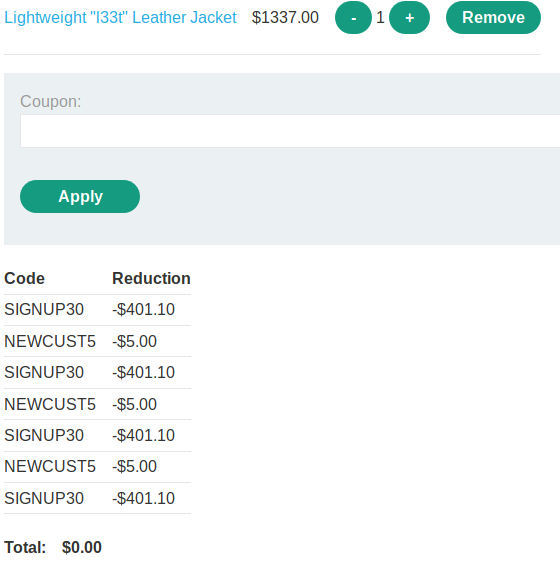 Lightweight "l33t" Leather Jacket $1337.00 - 1 + Remove
Coupon:
Apply
Code Reduction
SIGNUP30 -$401.10
NEWCUST5 -$5.00
SIGNUP30 -$401.10
NEWCUST5 -$5.00
SIGNUP30 -$401.10
NEWCUST5 -$5.00
SIGNUP30 -$401.10
Total: $0.00